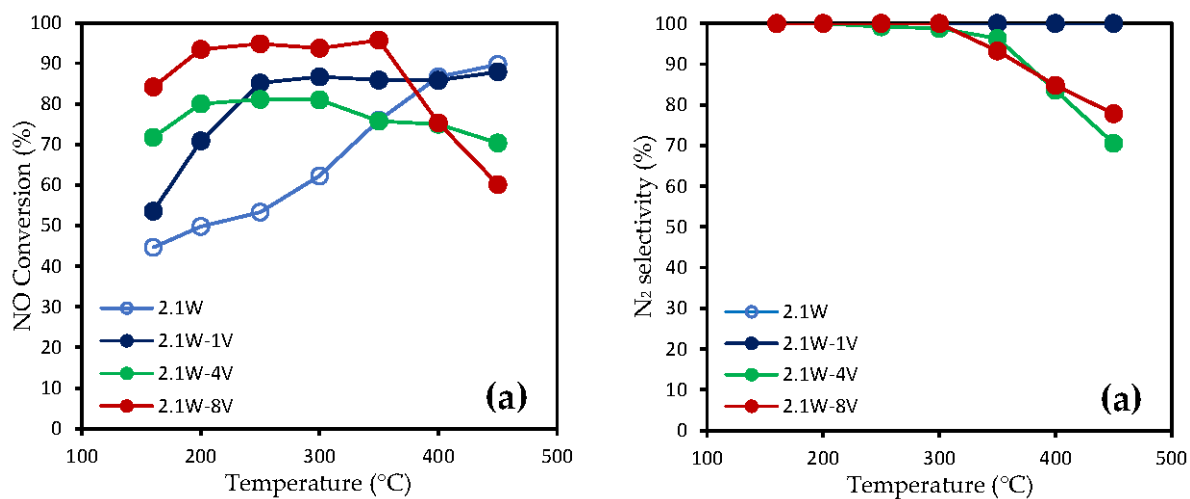 NO Conversion (%)
100
90
80
70
60
50
40
30
20
10
0
2.1W
2.1W-1V
2.1W-4V
2.1W-8V
(a)
100
200
300
400
500
Temperature (°C)
N₂ selectivity (%)
100
90
80
70
60
50
40
30
20
10
0
2.1W
2.1W-1V
2.1W-4V
2.1W-8V
(a)
100
200
300
400
500
Temperature (°C)